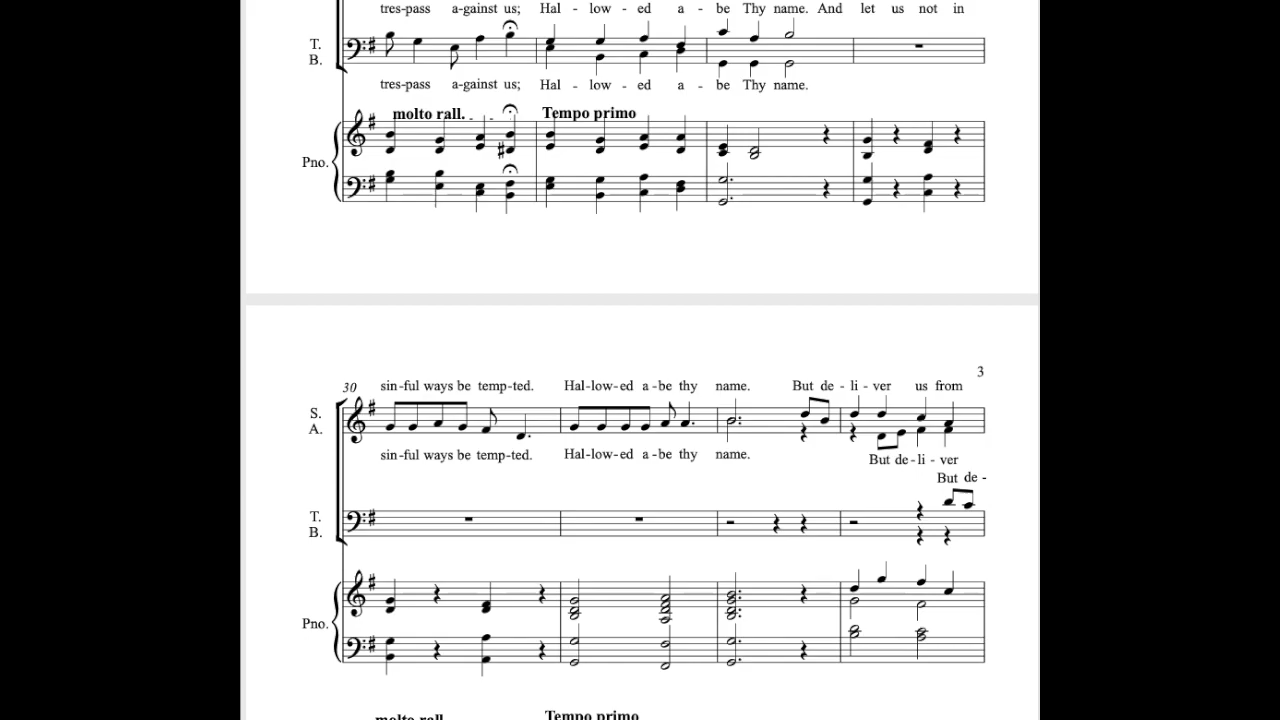 tres-pass a-gainst us; Hal - low - ed a - be Thy name. And let us not in
T.
B.
tres-pass a-gainst us; Hal - low - ed a - be Thy name.
molto rall. _ _ Tempo primo
Pno.
3
30 sin-ful ways be temp-ted. Hal-low-ed a-be thy name. But de - li - ver us from
S.
A.
sin-ful ways be temp-ted. Hal-low-ed a-be thy name. But de-li - ver
But de -
T.
B.
Pno.
molto rall. Tempo primo